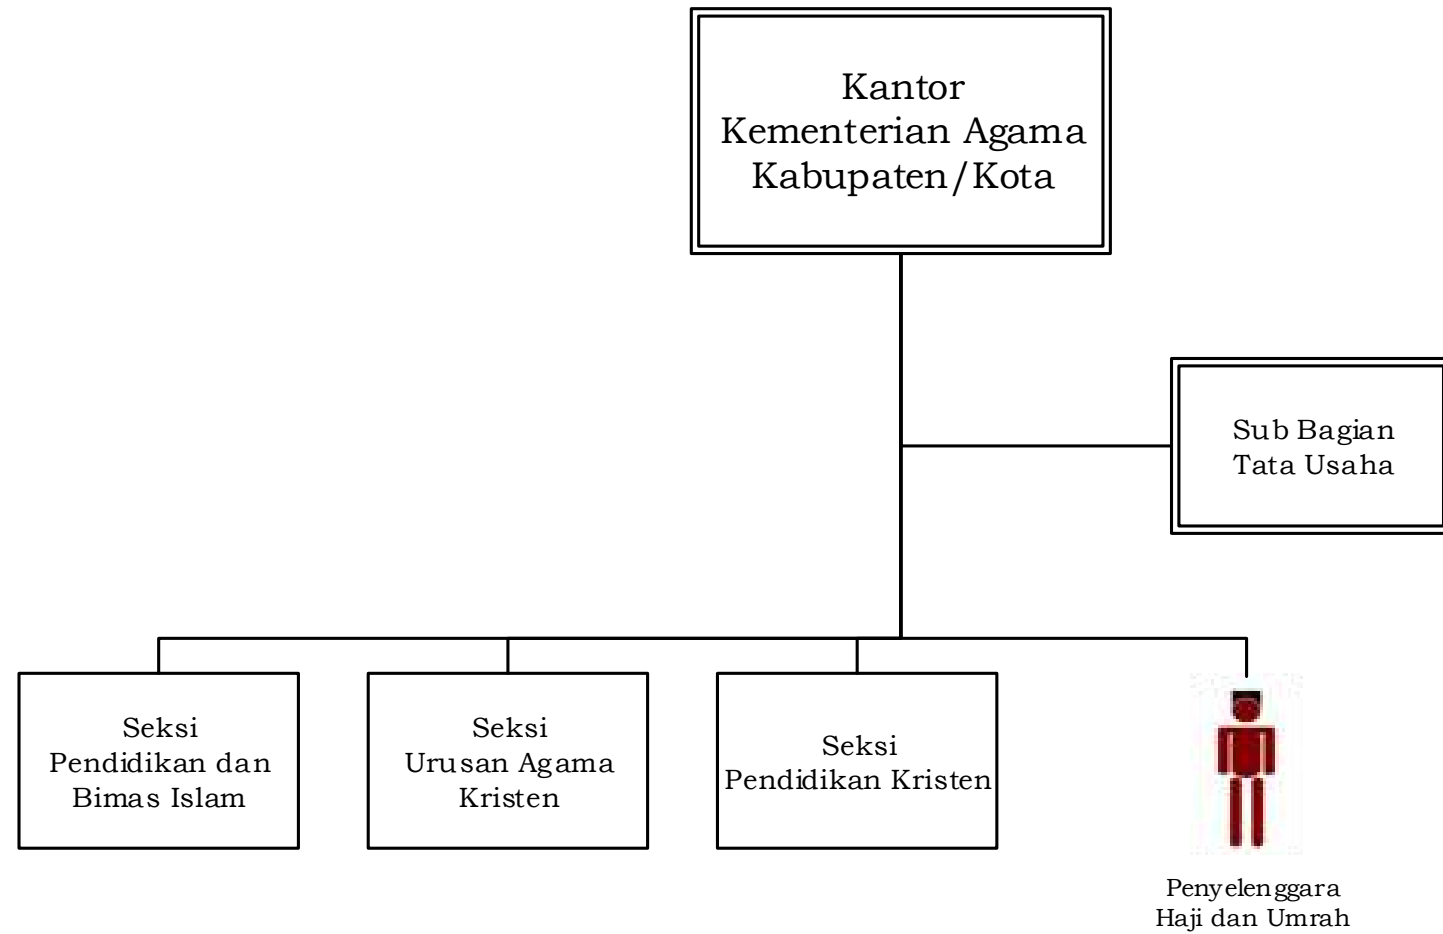 Kantor
Kementerian Agama
Kabupaten/Kota
Sub Bagian
Tata Usaha
Seksi
Pendidikan dan
Bimas Islam
Seksi
Urusan Agama
Kristen
Seksi
Pendidikan Kristen
Penyelenggara
Haji dan Umrah